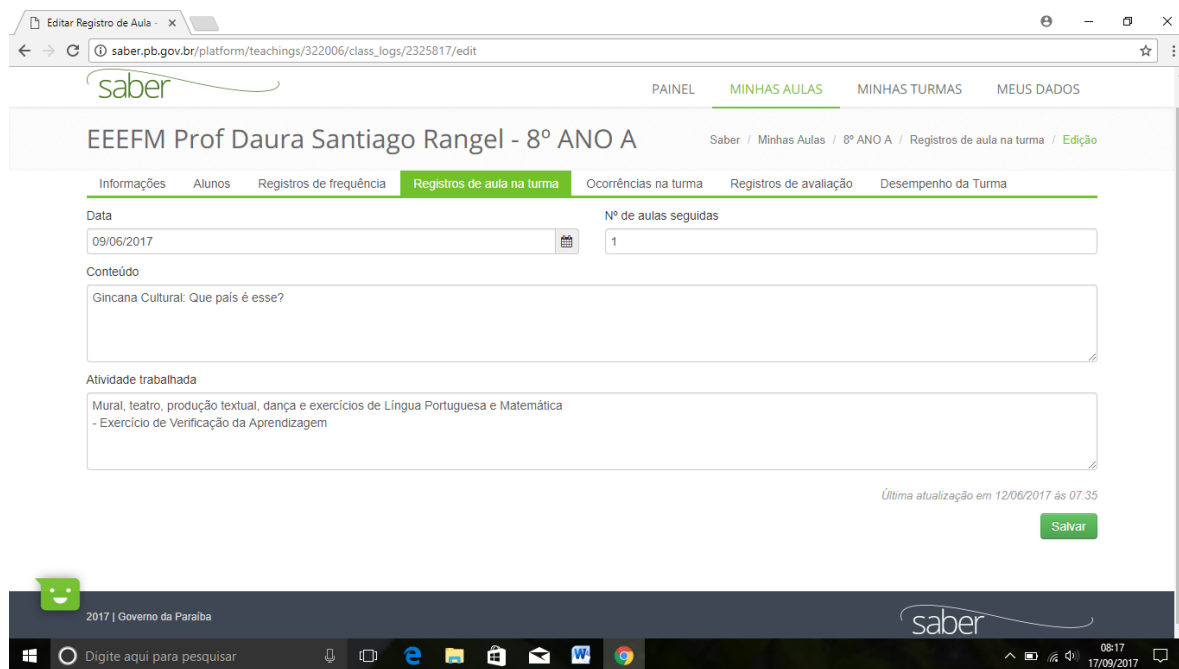 Editar Registro de Aula -
saber.pb.gov.br/platform/teachings/322006/class_logs/2325817/edit
saber
PAINEL MINHAS AULAS MINHAS TURMAS MEUS DADOS
EEEFM Prof Daura Santiago Rangel - 8º ANO A
Saber / Minhas Aulas / 8º ANO A / Registros de aula na turma / Edição
Informações Alunos Registros de frequência Registros de aula na turma Ocorrências na turma Registros de avaliação Desempenho da Turma
Data Nº de aulas seguidas
09/06/2017 1
Conteúdo
Gincana Cultural: Que país é esse?
Atividade trabalhada
Mural, teatro, produção textual, dança e exercícios de Língua Portuguesa e Matemática
- Exercício de Verificação da Aprendizagem
Última atualização em 12/06/2017 às 07:35
Salvar
2017 | Governo da Paraíba
saber
Digite aqui para pesquisar
08:17
17/09/2017